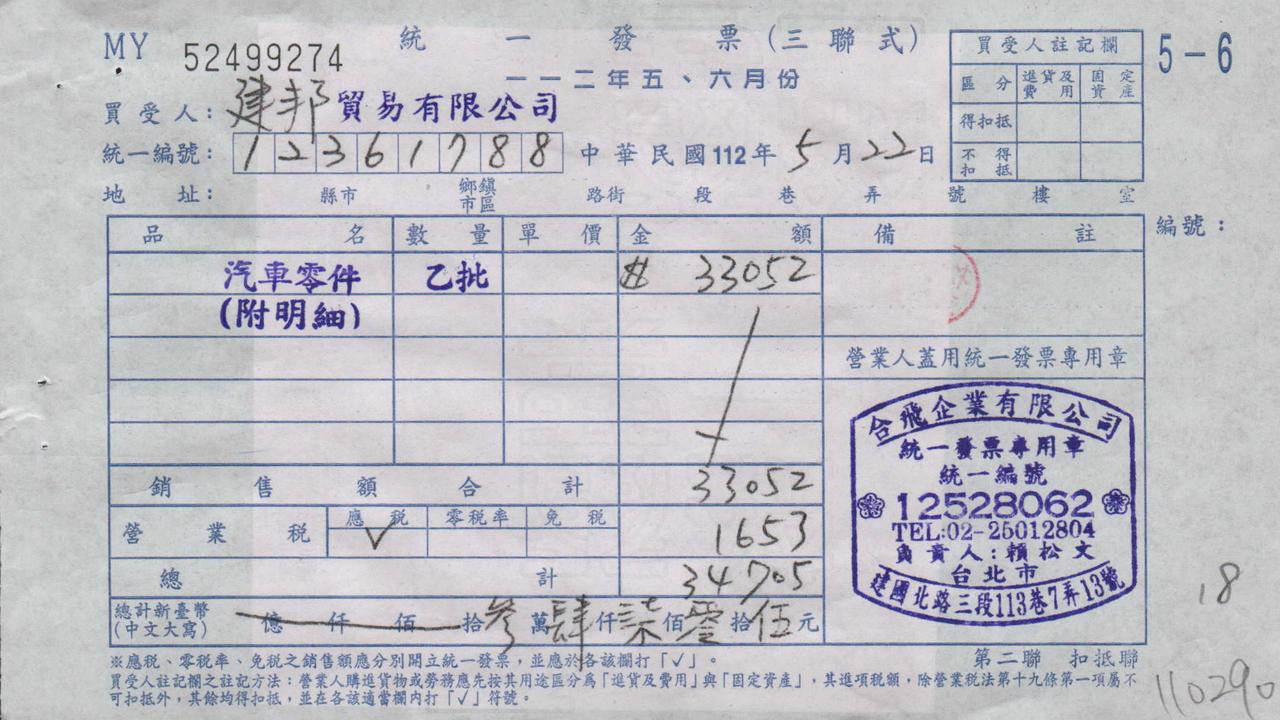 MY 52499274
統一發票(三聯式)
一一二年五、六月份
5-6
買受人註記欄
區分 進貨及費用 固定資產
得扣抵
不得扣抵
買受人：建邦貿易有限公司
統一編號：12361788 中華民國112年5月22日
地址： 縣市 鄉鎮市區 路街 段 巷 弄 號 樓 室
編號：
品名 數量 單價 金額 備註
汽車零件 乙批 33052
(附明細)
營業人蓋用統一發票專用章
銷售額合計 33052
營業稅 應稅 ✓ 零稅率 免稅 1653
總計 34705
總計新臺幣(中文大寫) 億 仟 佰 拾參萬肆仟柒佰零拾伍元
合飛企業有限公司
統一發票專用章
統一編號
12528062
TEL:02-25012804
負責人：賴松文
台北市
建國北路三段113巷7弄13號
18
※應稅、零稅率、免稅之銷售額應分別開立統一發票，並應於各該欄打「✓」。
第二聯 扣抵聯
買受人註記欄之註記方法：營業人購進貨物或勞務應先按其用途區分為「進貨及費用」與「固定資產」，其進項稅額，除營業稅法第十九條第一項屬不
可扣抵外，其餘均得扣抵，並在各該適當欄內打「✓」符號。
110290